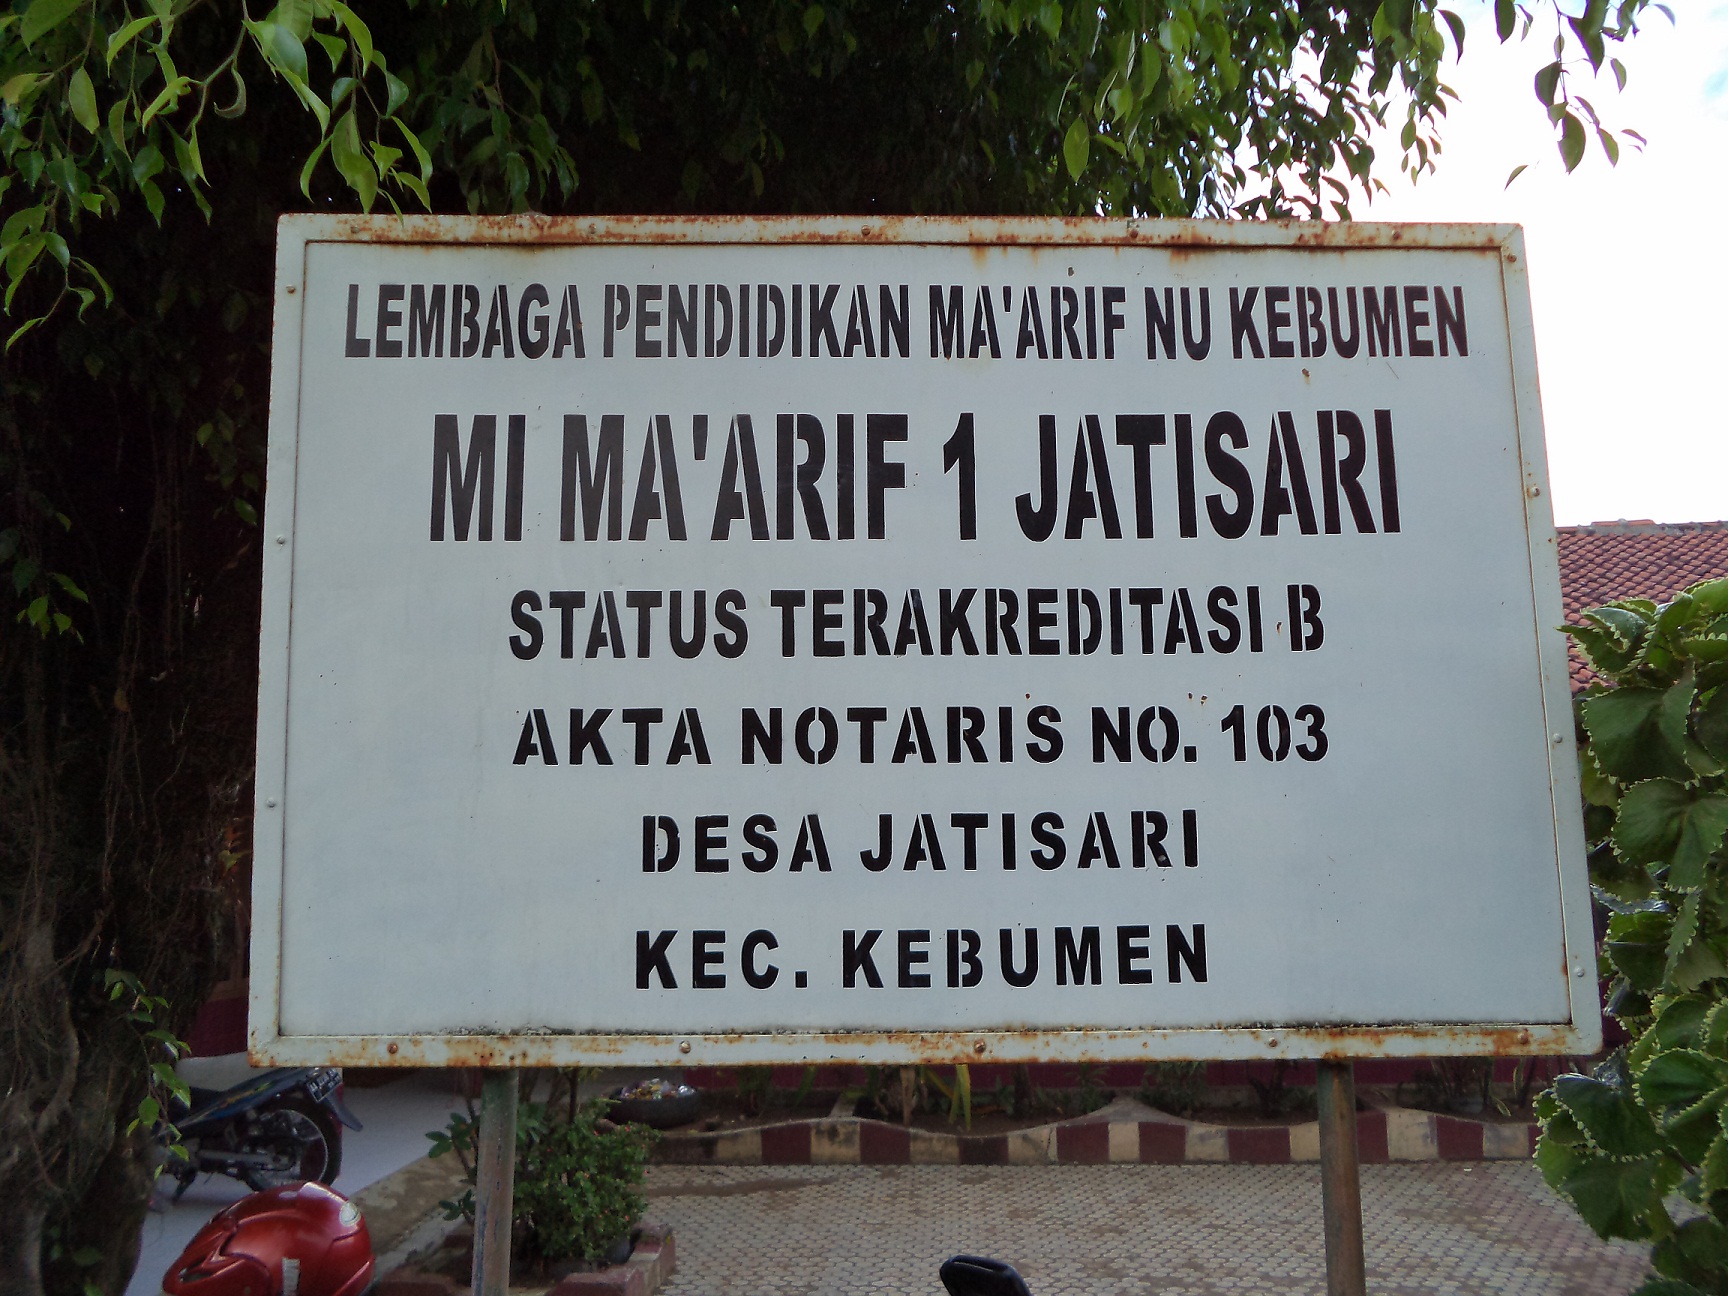 LEMBAGA PENDIDIKAN MA'ARIF NU KEBUMEN
MI MA'ARIF 1 JATISARI
STATUS TERAKREDITASI B
AKTA NOTARIS NO. 103
DESA JATISARI
KEC. KEBUMEN